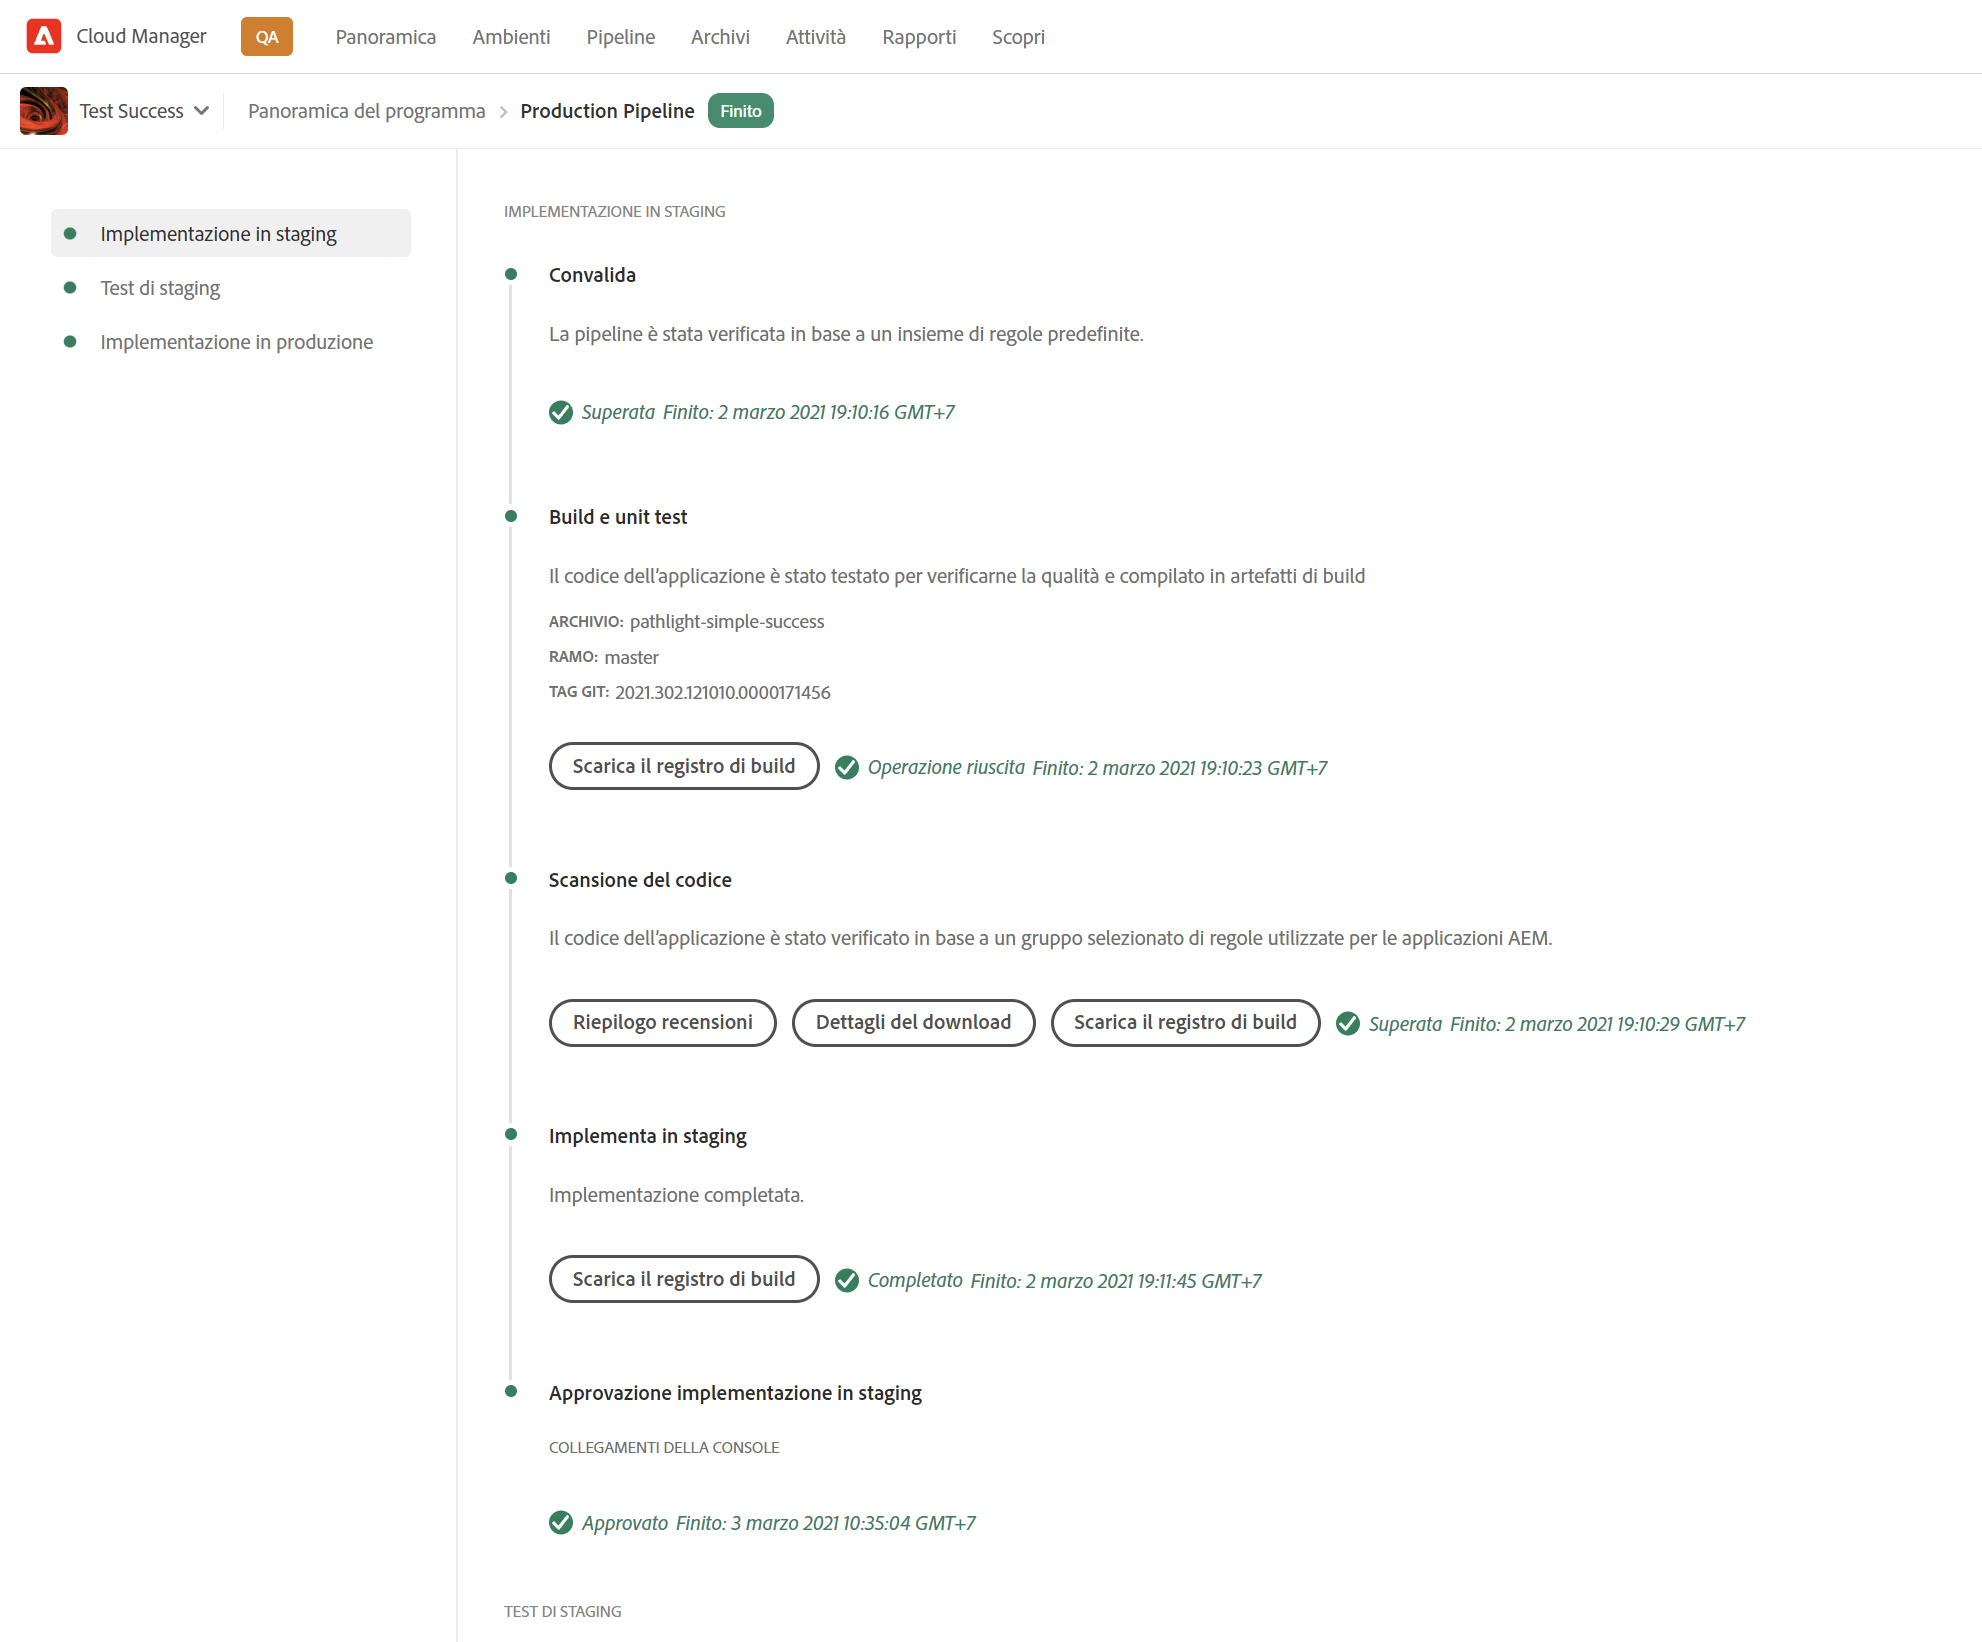 Cloud Manager QA Panoramica Ambienti Pipeline Archivi Attività Rapporti Scopri
Test Success Panoramica del programma Production Pipeline Finito
Implementazione in staging
Test di staging
Implementazione in produzione
IMPLEMENTAZIONE IN STAGING
Convalida
La pipeline è stata verificata in base a un insieme di regole predefinite.
Superata Finito: 2 marzo 2021 19:10:16 GMT+7
Build e unit test
Il codice dell'applicazione è stato testato per verificarne la qualità e compilato in artefatti di build
ARCHIVIO: pathlight-simple-success
RAMO: master
TAG GIT: 2021.302.121010.0000171456
Scarica il registro di build Operazione riuscita Finito: 2 marzo 2021 19:10:23 GMT+7
Scansione del codice
Il codice dell'applicazione è stato verificato in base a un gruppo selezionato di regole utilizzate per le applicazioni AEM.
Riepilogo recensioni Dettagli del download Scarica il registro di build Superata Finito: 2 marzo 2021 19:10:29 GMT+7
Implementa in staging
Implementazione completata.
Scarica il registro di build Completato Finito: 2 marzo 2021 19:11:45 GMT+7
Approvazione implementazione in staging
COLLEGAMENTI DELLA CONSOLE
Approvato Finito: 3 marzo 2021 10:35:04 GMT+7
TEST DI STAGING